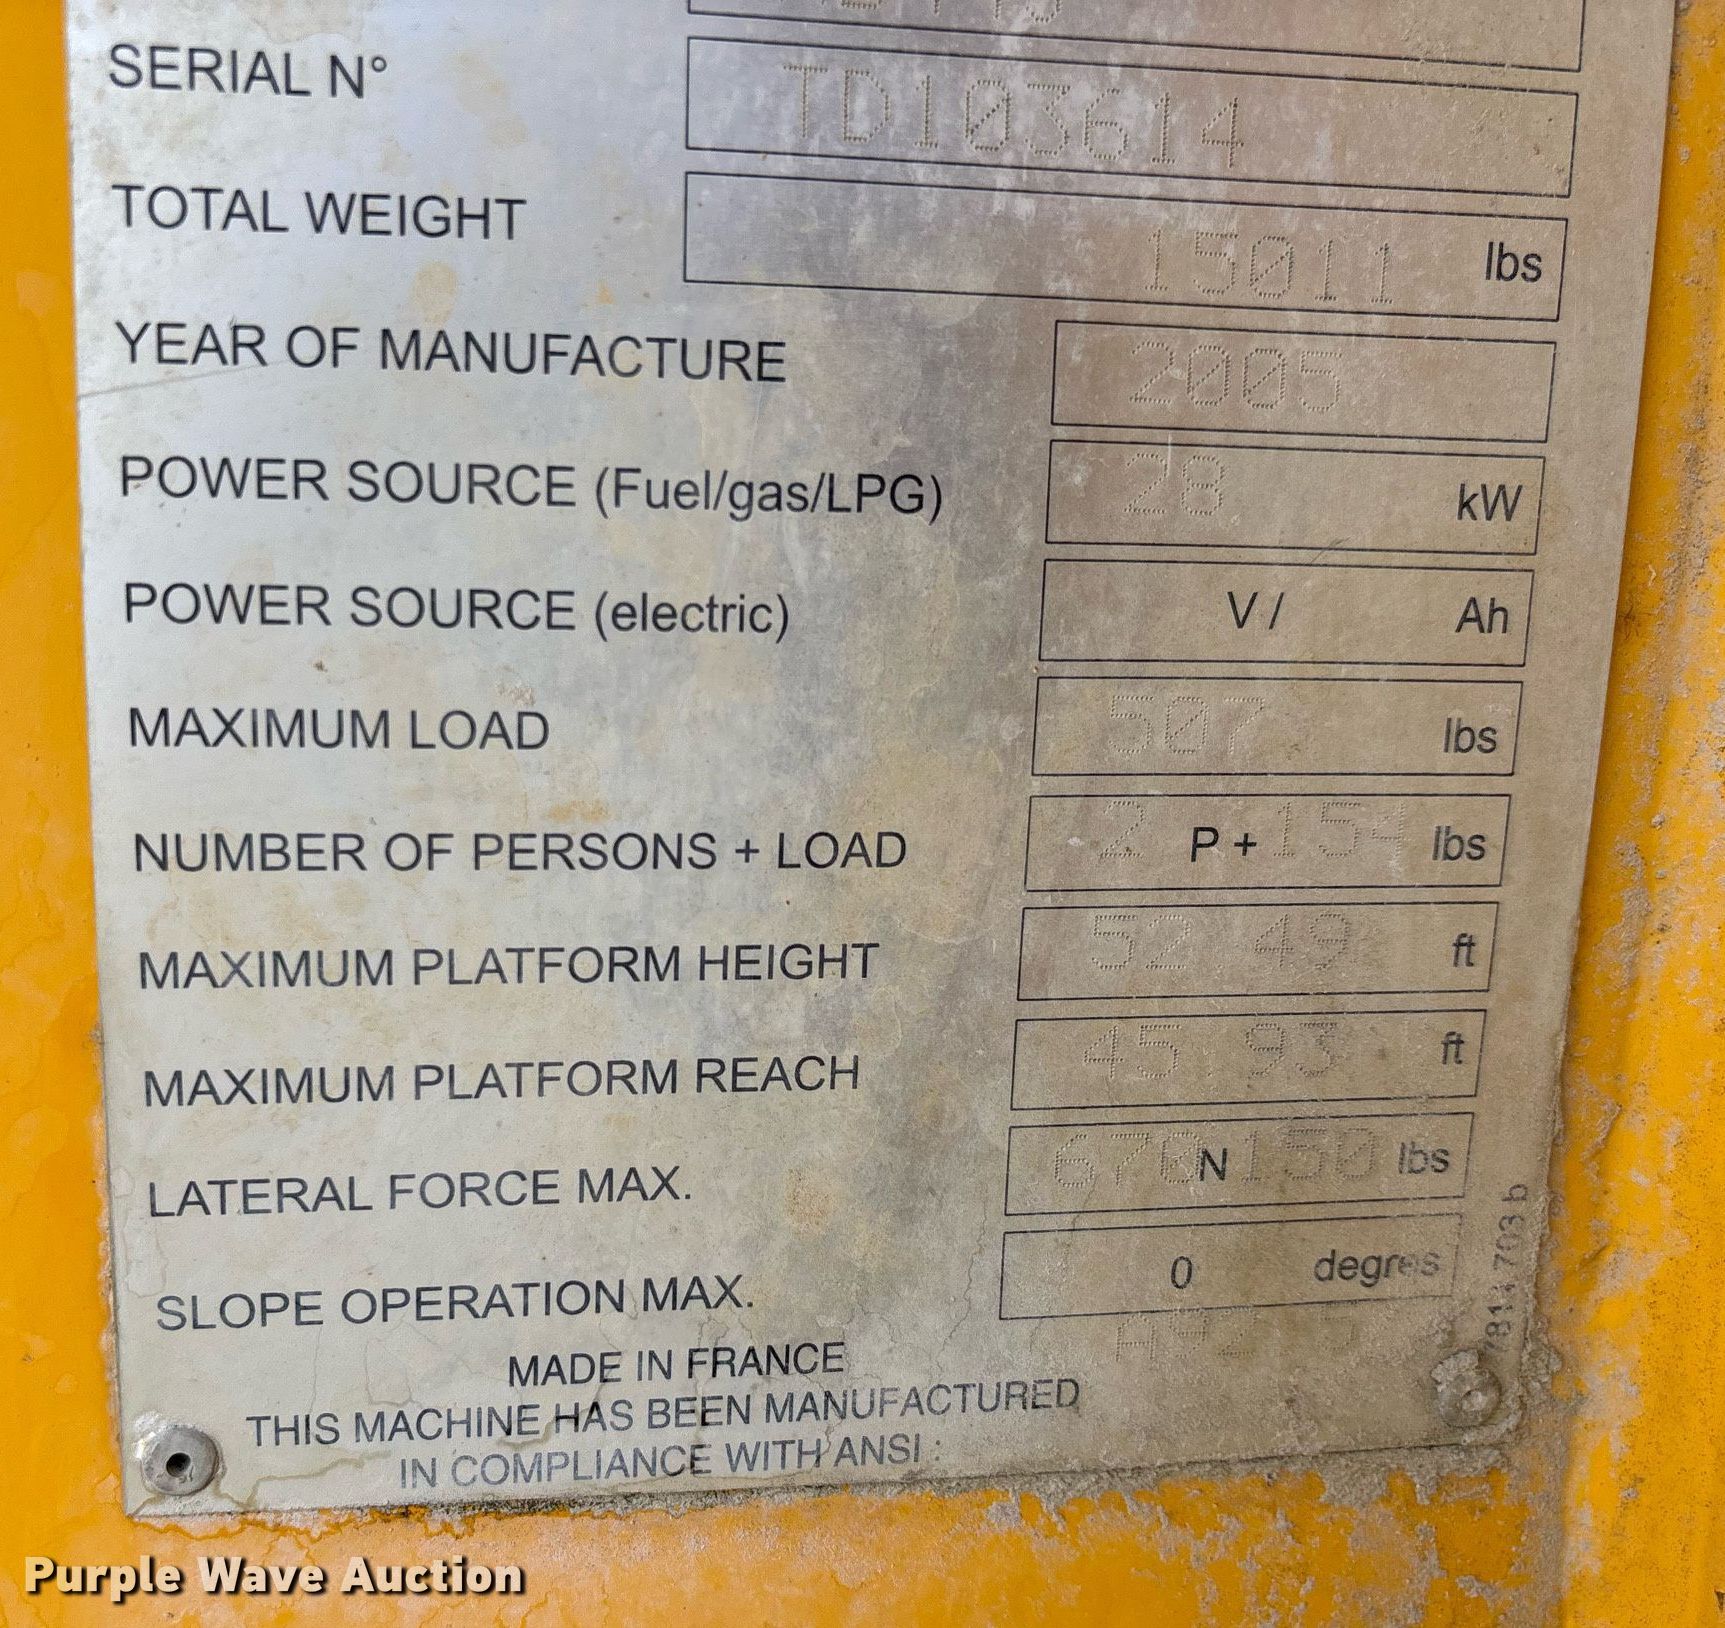 SERIAL N° TD103614
TOTAL WEIGHT 15011 lbs
YEAR OF MANUFACTURE 2005
POWER SOURCE (Fuel/gas/LPG) 28 kW
POWER SOURCE (electric) V / Ah
MAXIMUM LOAD 507 lbs
NUMBER OF PERSONS + LOAD 2 P + 154 lbs
MAXIMUM PLATFORM HEIGHT 52.49 ft
MAXIMUM PLATFORM REACH 45.93 ft
LATERAL FORCE MAX. 670 N 150 lbs
SLOPE OPERATION MAX. 0 degres
MADE IN FRANCE
THIS MACHINE HAS BEEN MANUFACTURED
IN COMPLIANCE WITH ANSI :
Purple Wave Auction